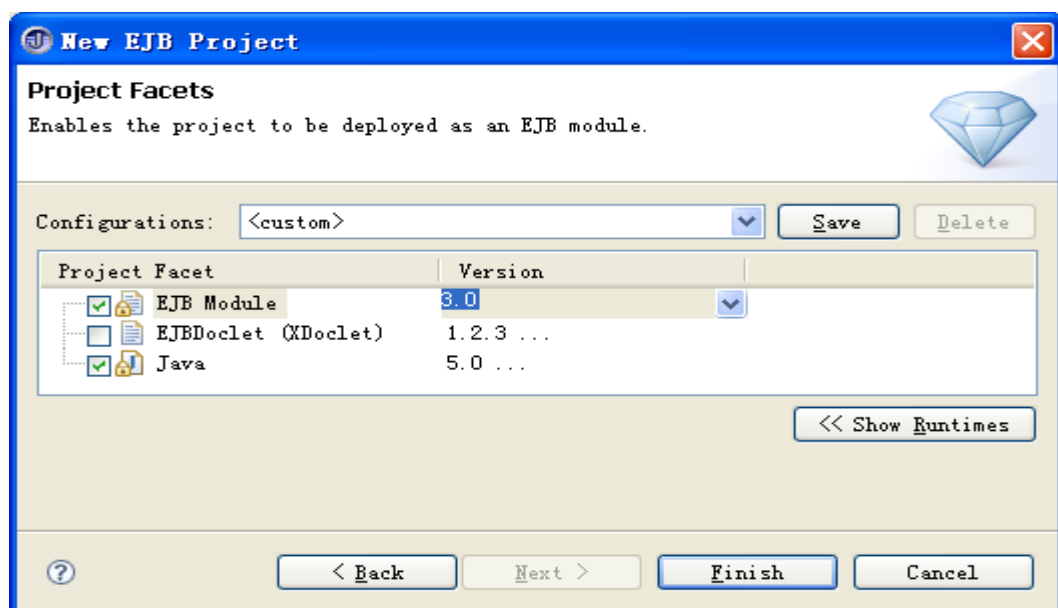 New EJB Project
Project Facets
Enables the project to be deployed as an EJB module.
Configurations: <custom> Save Delete
Project Facet Version
EJB Module 3.0
EJBDoclet (XDoclet) 1.2.3 ...
Java 5.0 ...
<< Show Runtimes
? < Back Next > Finish Cancel